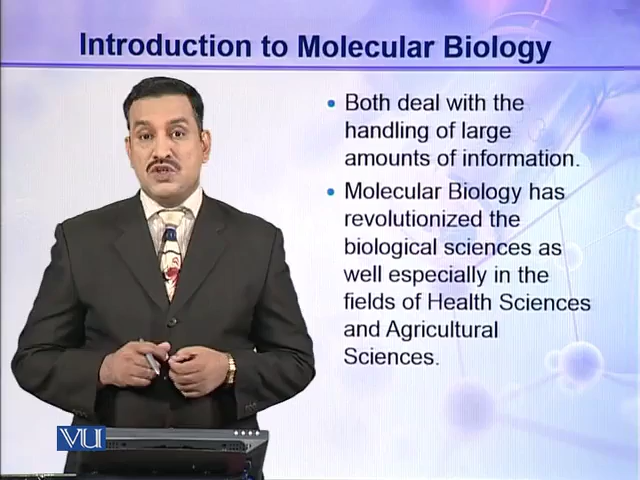 Introduction to Molecular Biology
• Both deal with the
handling of large
amounts of information.
• Molecular Biology has
revolutionized the
biological sciences as
well especially in the
fields of Health Sciences
and Agricultural
Sciences.
VU